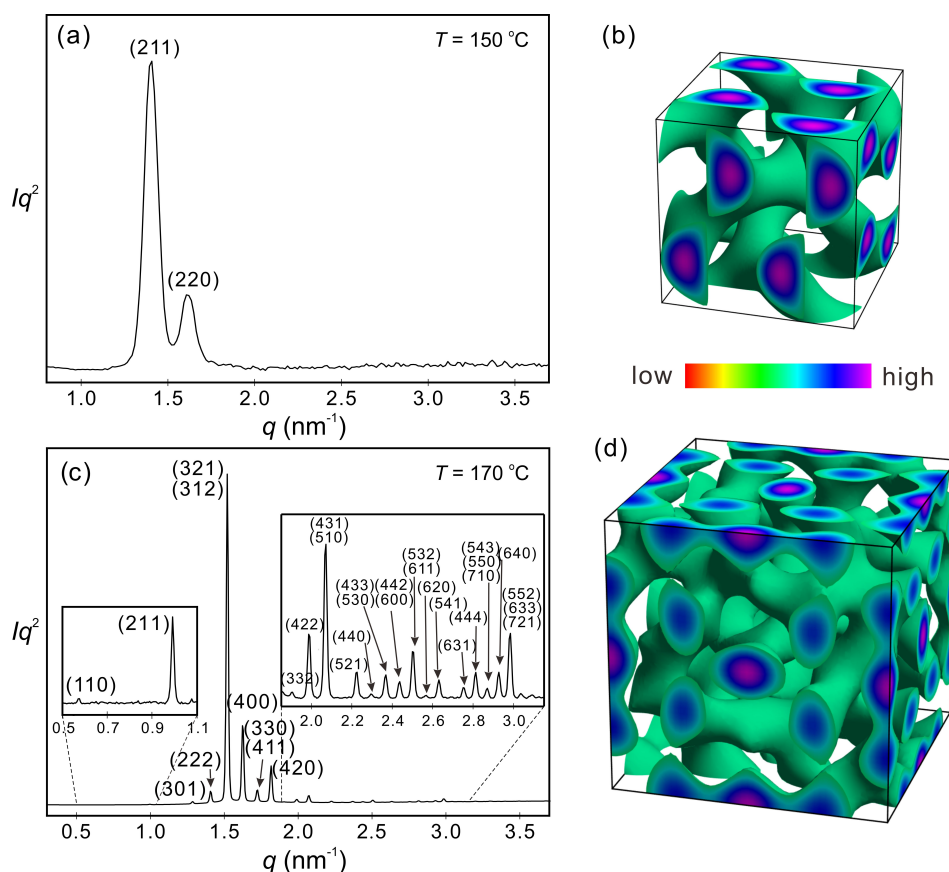 (a)
(211)
T = 150 °C
(220)
Iq²
1.0 1.5 2.0 2.5 3.0 3.5
q (nm⁻¹)
(b)
low high
(c)
T = 170 °C
(321)
(312)
(211)
(110)
0.5 0.7 0.9 1.1
(431)
(510)
(532)
(611)
(543)
(550)
(710)
(640)
(433)
(530)
(442)
(600)
(620)
(552)
(633)
(721)
(422)
(440)
(541)
(444)
(332)
(521)
(631)
2.0 2.2 2.4 2.6 2.8 3.0
(400)
(330)
(411)
(222)
(420)
(301)
Iq²
0.5 1.0 1.5 2.0 2.5 3.0 3.5
q (nm⁻¹)
(d)